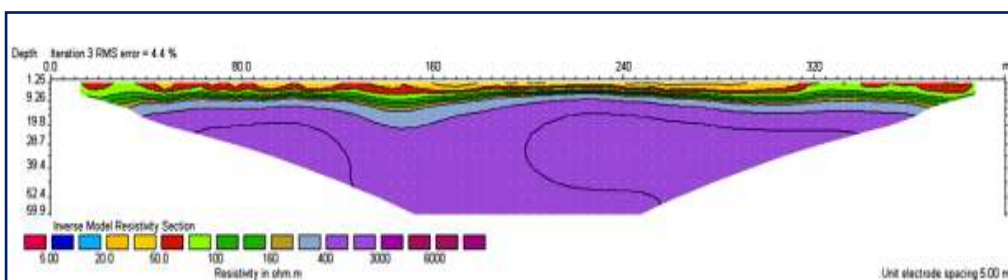 Depth Iteration 3 RMS error = 4.4 %
0.0 80.0 160 240 320 m
1.25
9.26
19.8
28.7
39.4
52.4
59.9
Inverse Model Resistivity Section
5.00 20.0 50.0 100 160 400 3000 6000
Resistivity in ohm.m
Unit electrode spacing 5.00 m